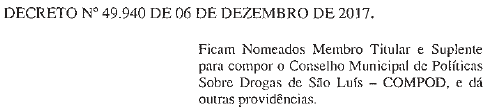 DECRETO Nº 49.940 DE 06 DE DEZEMBRO DE 2017.
Ficam Nomeados Membro Titular e Suplente
para compor o Conselho Municipal de Políticas
Sobre Drogas de São Luís – COMPOD, e dá
outras providências.